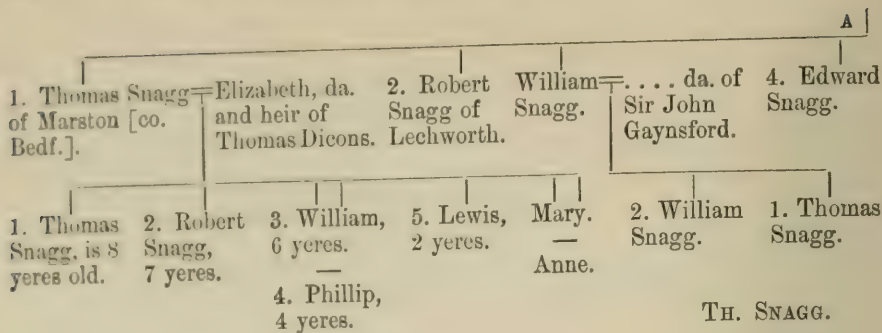 A
1. Thomas Snagg
of Marston [co.
Bedf.].
Elizabeth, da.
and heir of
Thomas Dicons.
2. Robert
Snagg of
Lechworth.
William
Snagg.
. . . . da. of
Sir John
Gaynsford.
4. Edward
Snagg.
1. Thomas
Snagg, is 8
yeres old.
2. Robert
Snagg,
7 yeres.
3. William,
6 yeres.
—
4. Phillip,
4 yeres.
5. Lewis,
2 yeres.
Mary.
—
Anne.
2. William
Snagg.
1. Thomas
Snagg.
TH. SNAGG.